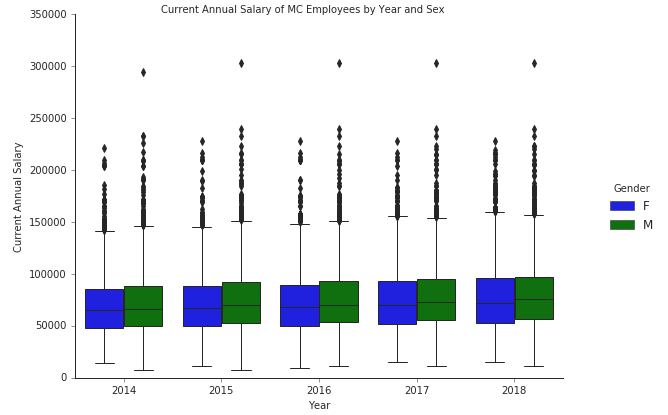 Current Annual Salary of MC Employees by Year and Sex
350000
300000
250000
200000
150000
100000
50000
0
Current Annual Salary
2014 2015 2016 2017 2018
Year
Gender
F
M